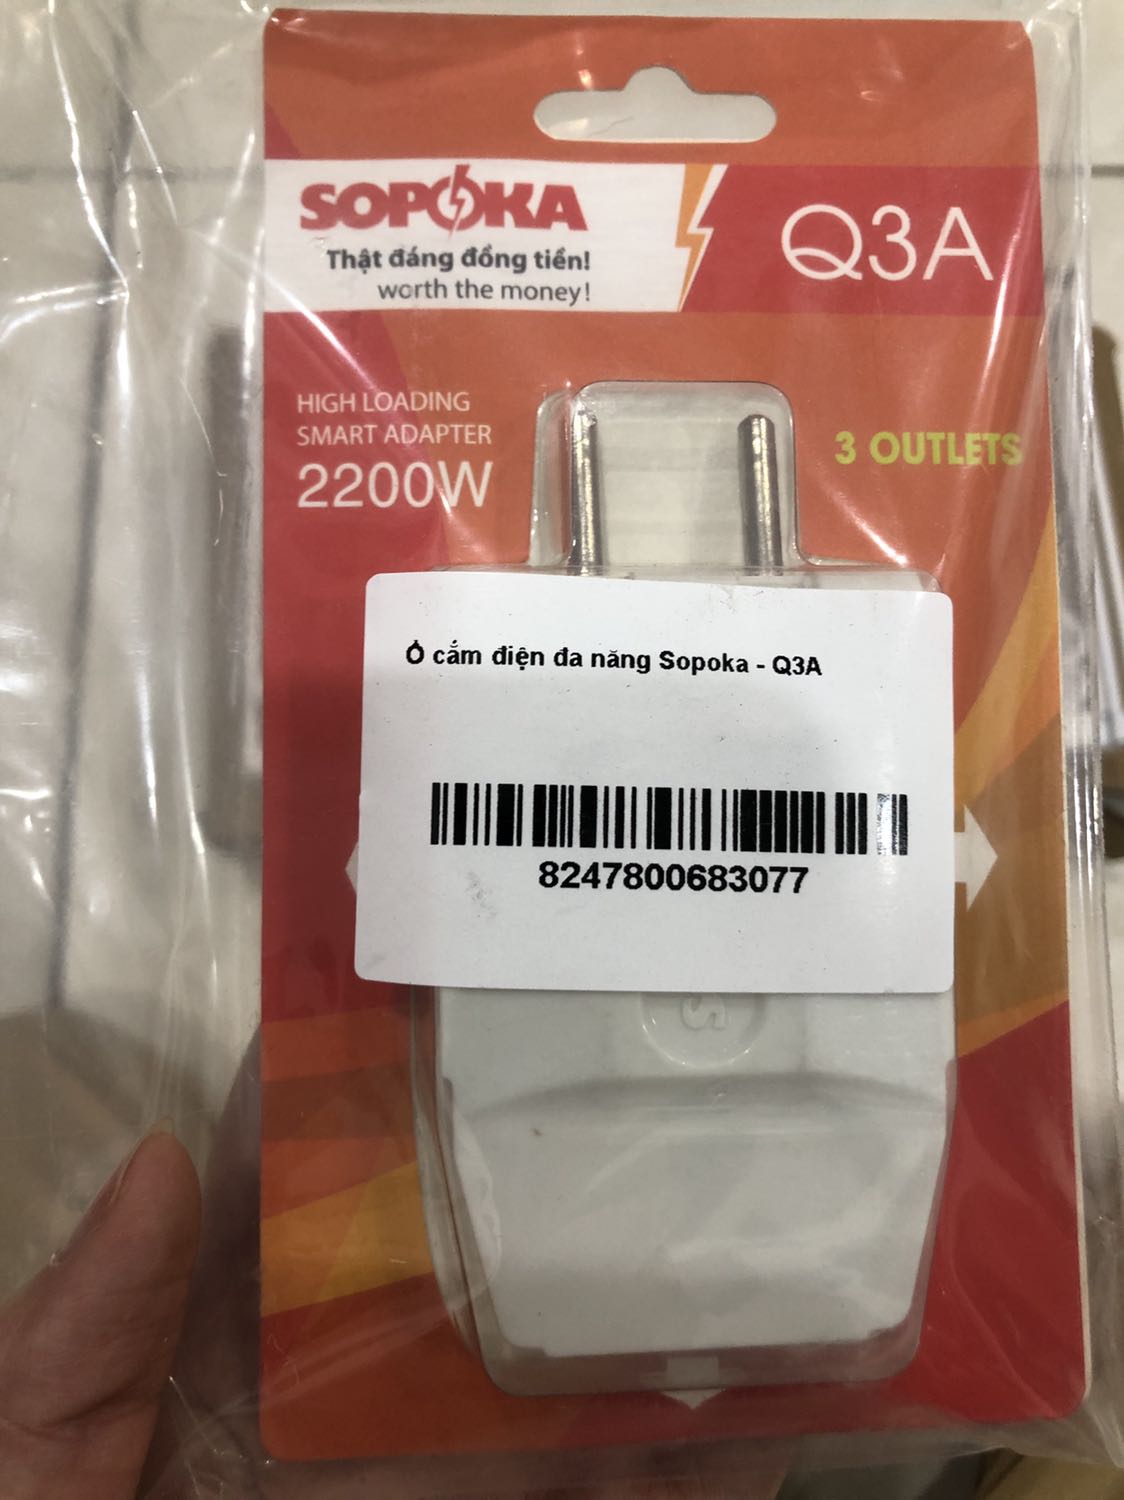 SOPOKA
Thật đáng đồng tiền!
worth the money!
Q3A
HIGH LOADING
SMART ADAPTER
2200W
3 OUTLETS
Ổ cắm điện đa năng Sopoka - Q3A
8247800683077
S